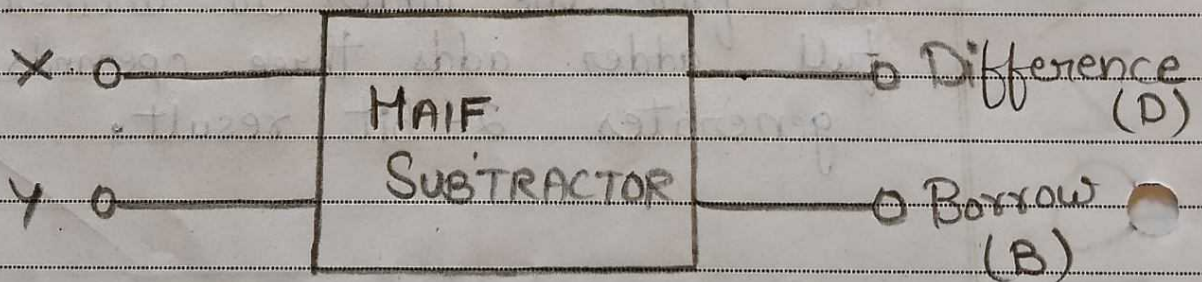 X Difference
(D)
HAIF
SUBTRACTOR
Y Borrow
(B)